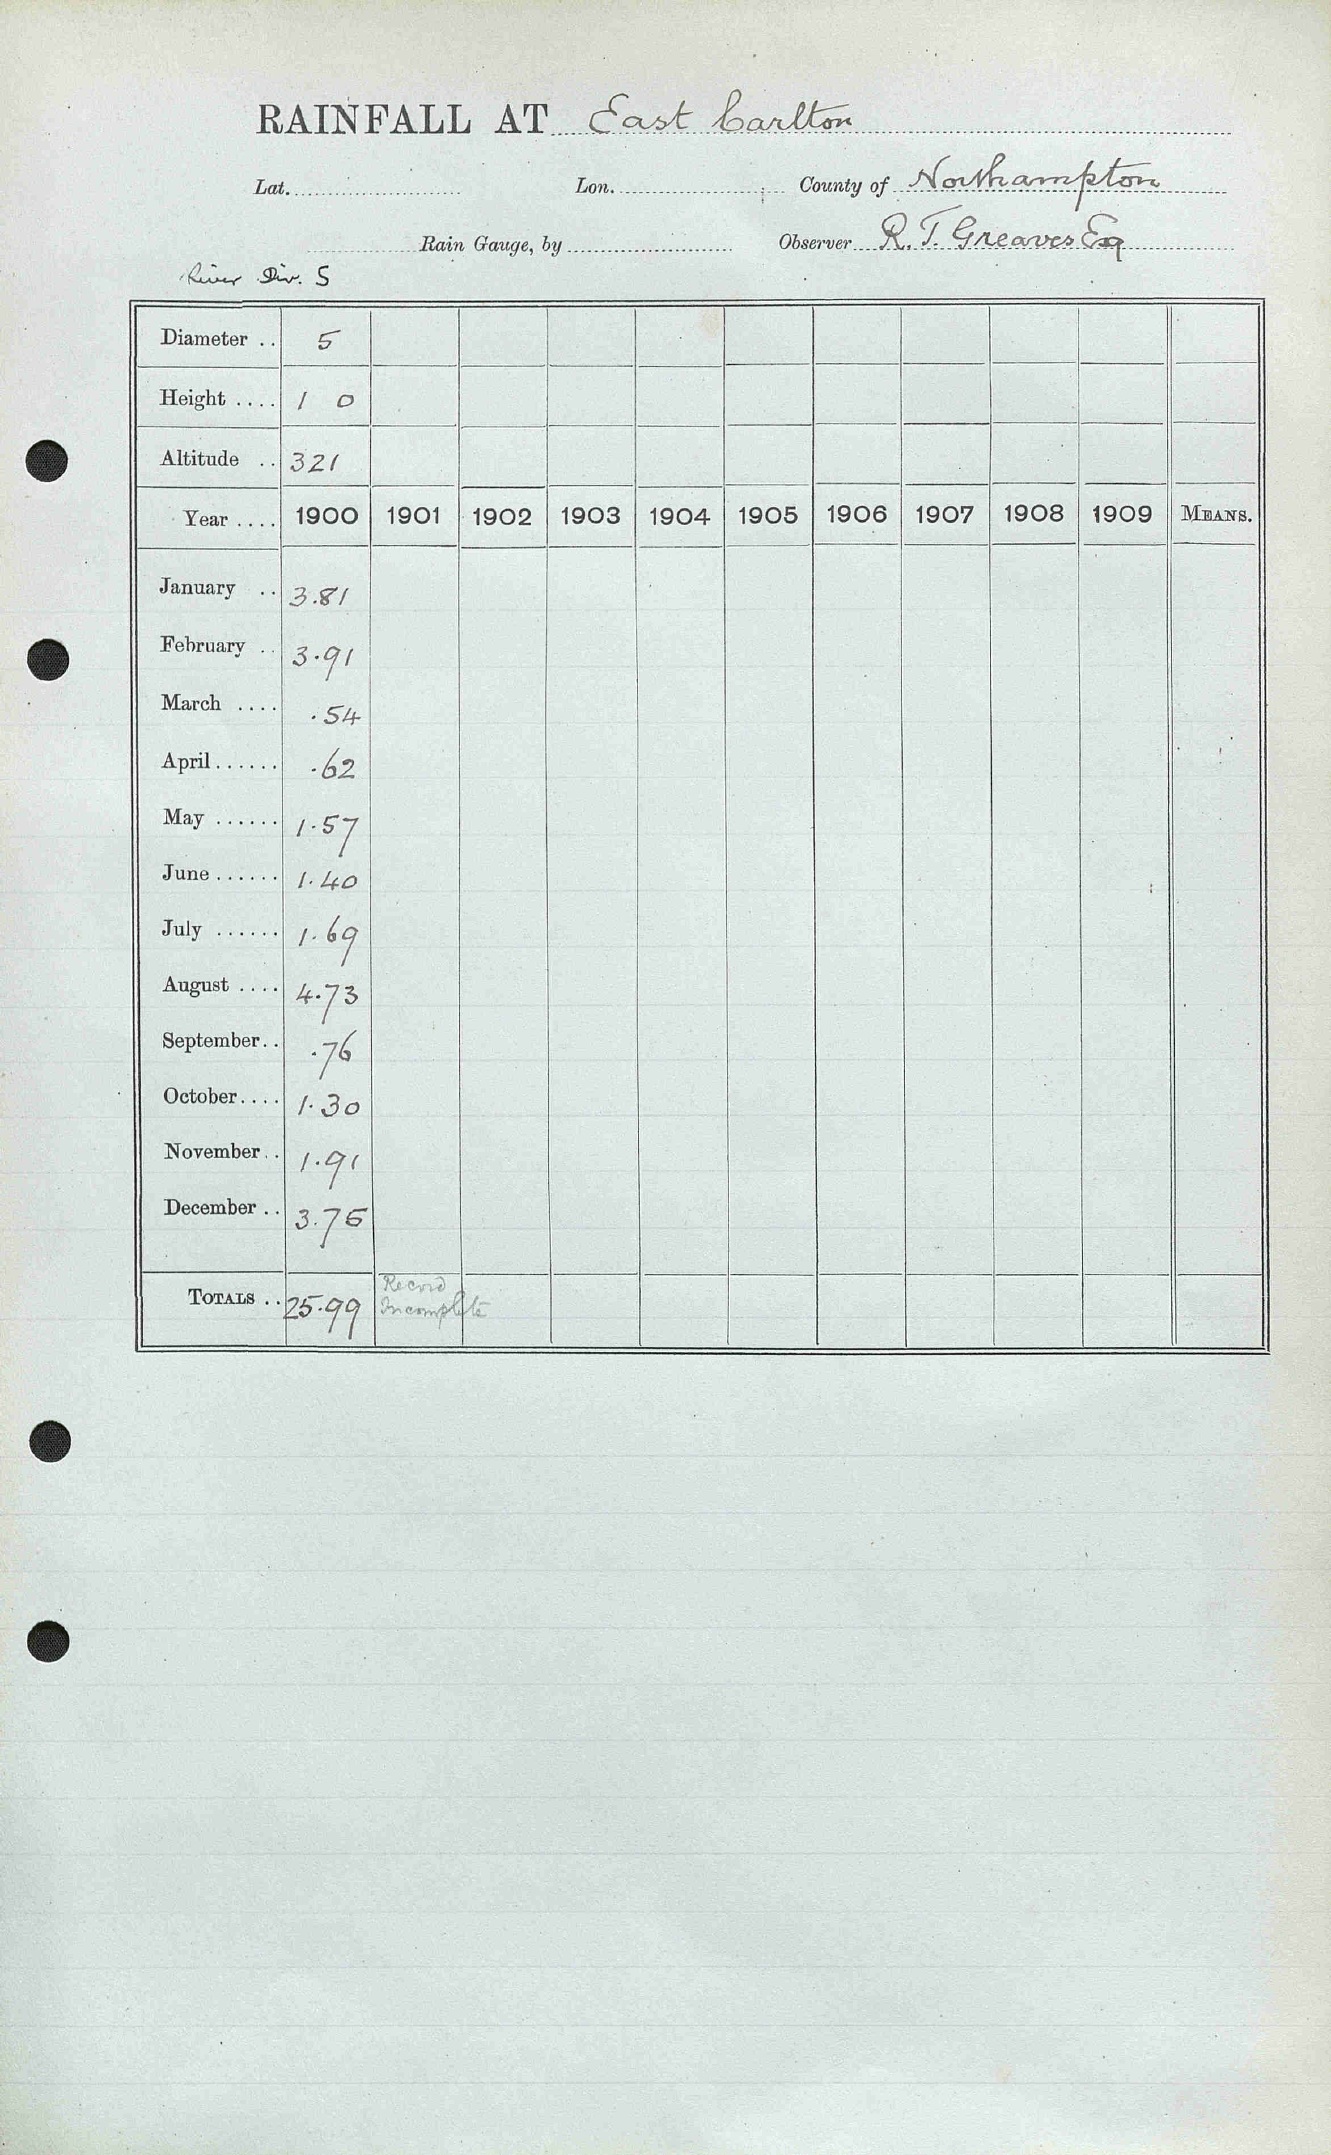 RAINFALL AT East Carlton
Lat. Lon. County of Northampton
Rain Gauge, by Observer R. T. Greaves Esq
River Div. S
Diameter .. 5
Height .... 1 0
Altitude .. 321
Year .... 1900 1901 1902 1903 1904 1905 1906 1907 1908 1909 MEANS.
January .. 3.81
February .. 3.91
March .... .54
April ...... .62
May ...... 1.57
June ...... 1.40
July ...... 1.69
August .... 4.73
September .. .76
October .... 1.30
November .. 1.91
December .. 3.75
TOTALS .. 25.99 Record
Incomplete